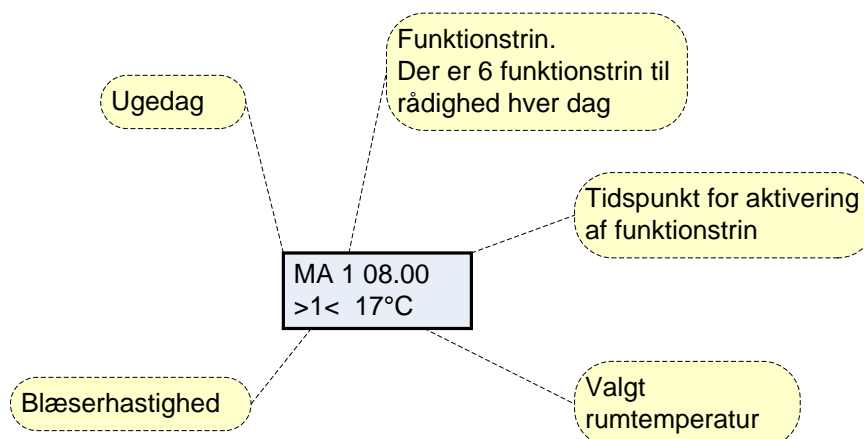 Funktionstrin.
Der er 6 funktionstrin til
rådighed hver dag
Ugedag
Tidspunkt for aktivering
af funktionstrin
MA 1 08.00
>1<  17°C
Blæserhastighed
Valgt
rumtemperatur